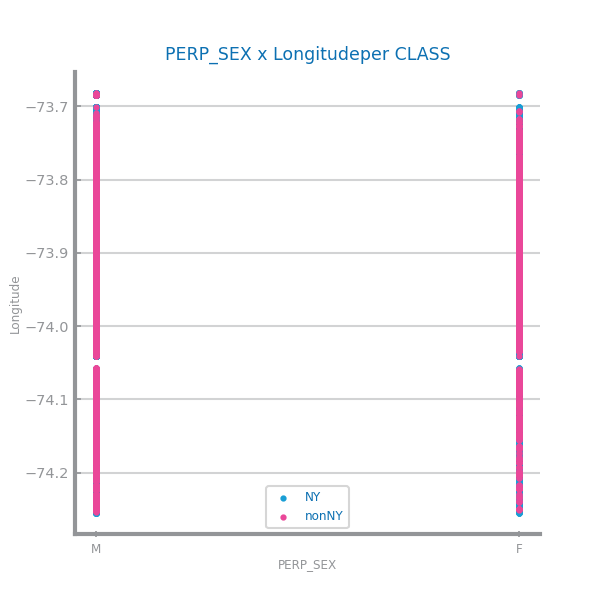 PERP_SEX x Longitudeper CLASS
−73.7
−73.8
−73.9
−74.0
−74.1
−74.2
Longitude
NY
nonNY
M
F
PERP_SEX